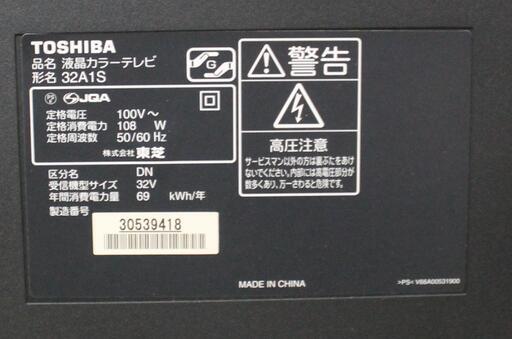 TOSHIBA
品名 液晶カラーテレビ
形名 32A1S
G
JQA
定格電圧 100V～
定格消費電力 108 W
定格周波数 50/60 Hz
株式会社 東芝
区分名 DN
受信機型サイズ 32V
年間消費電力量 69 kWh/年
製造番号
30539418
警告
高圧注意
サービスマン以外の方は裏ぶたをあけ
ないでください。内部には高電圧部分が
数多くあり、万一さわると危険です。
MADE IN CHINA
>PS< V66A00531900